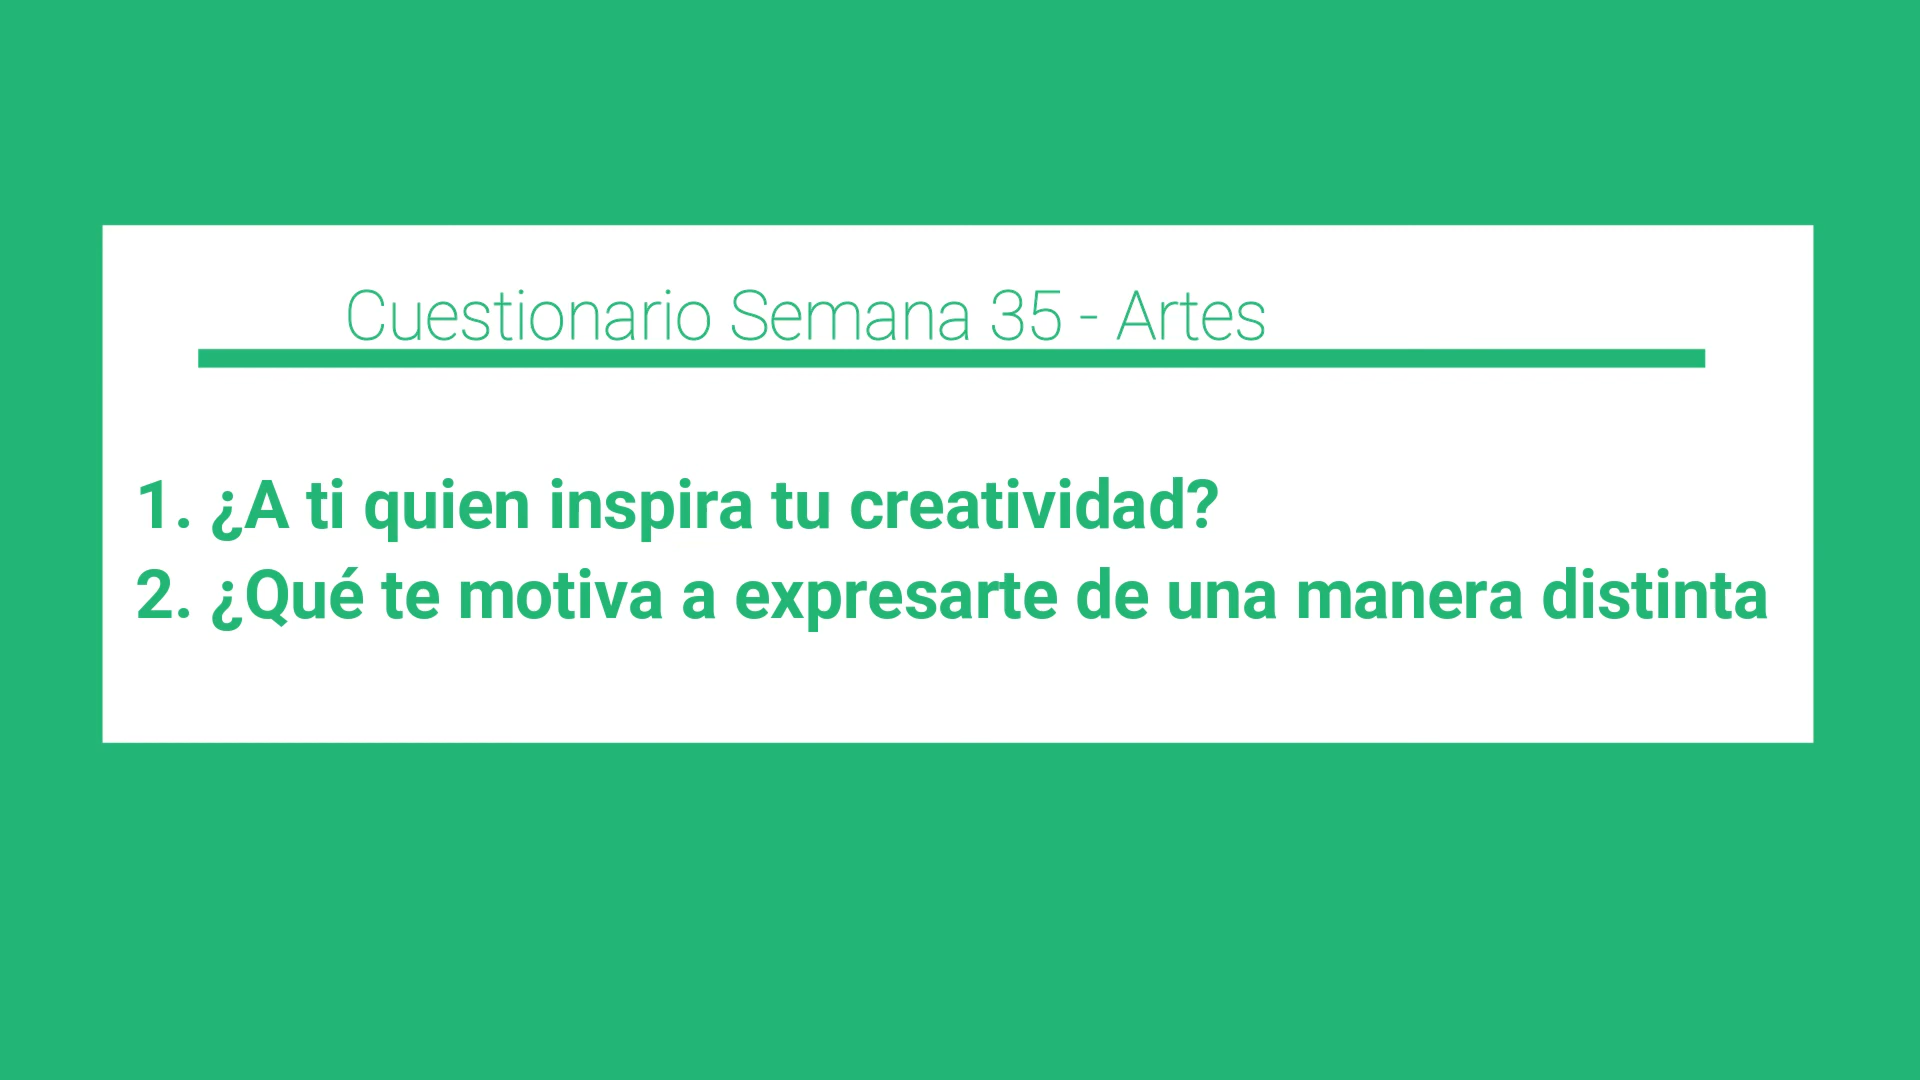 Cuestionario Semana 35 - Artes
1. ¿A ti quien inspira tu creatividad?
2. ¿Qué te motiva a expresarte de una manera distinta